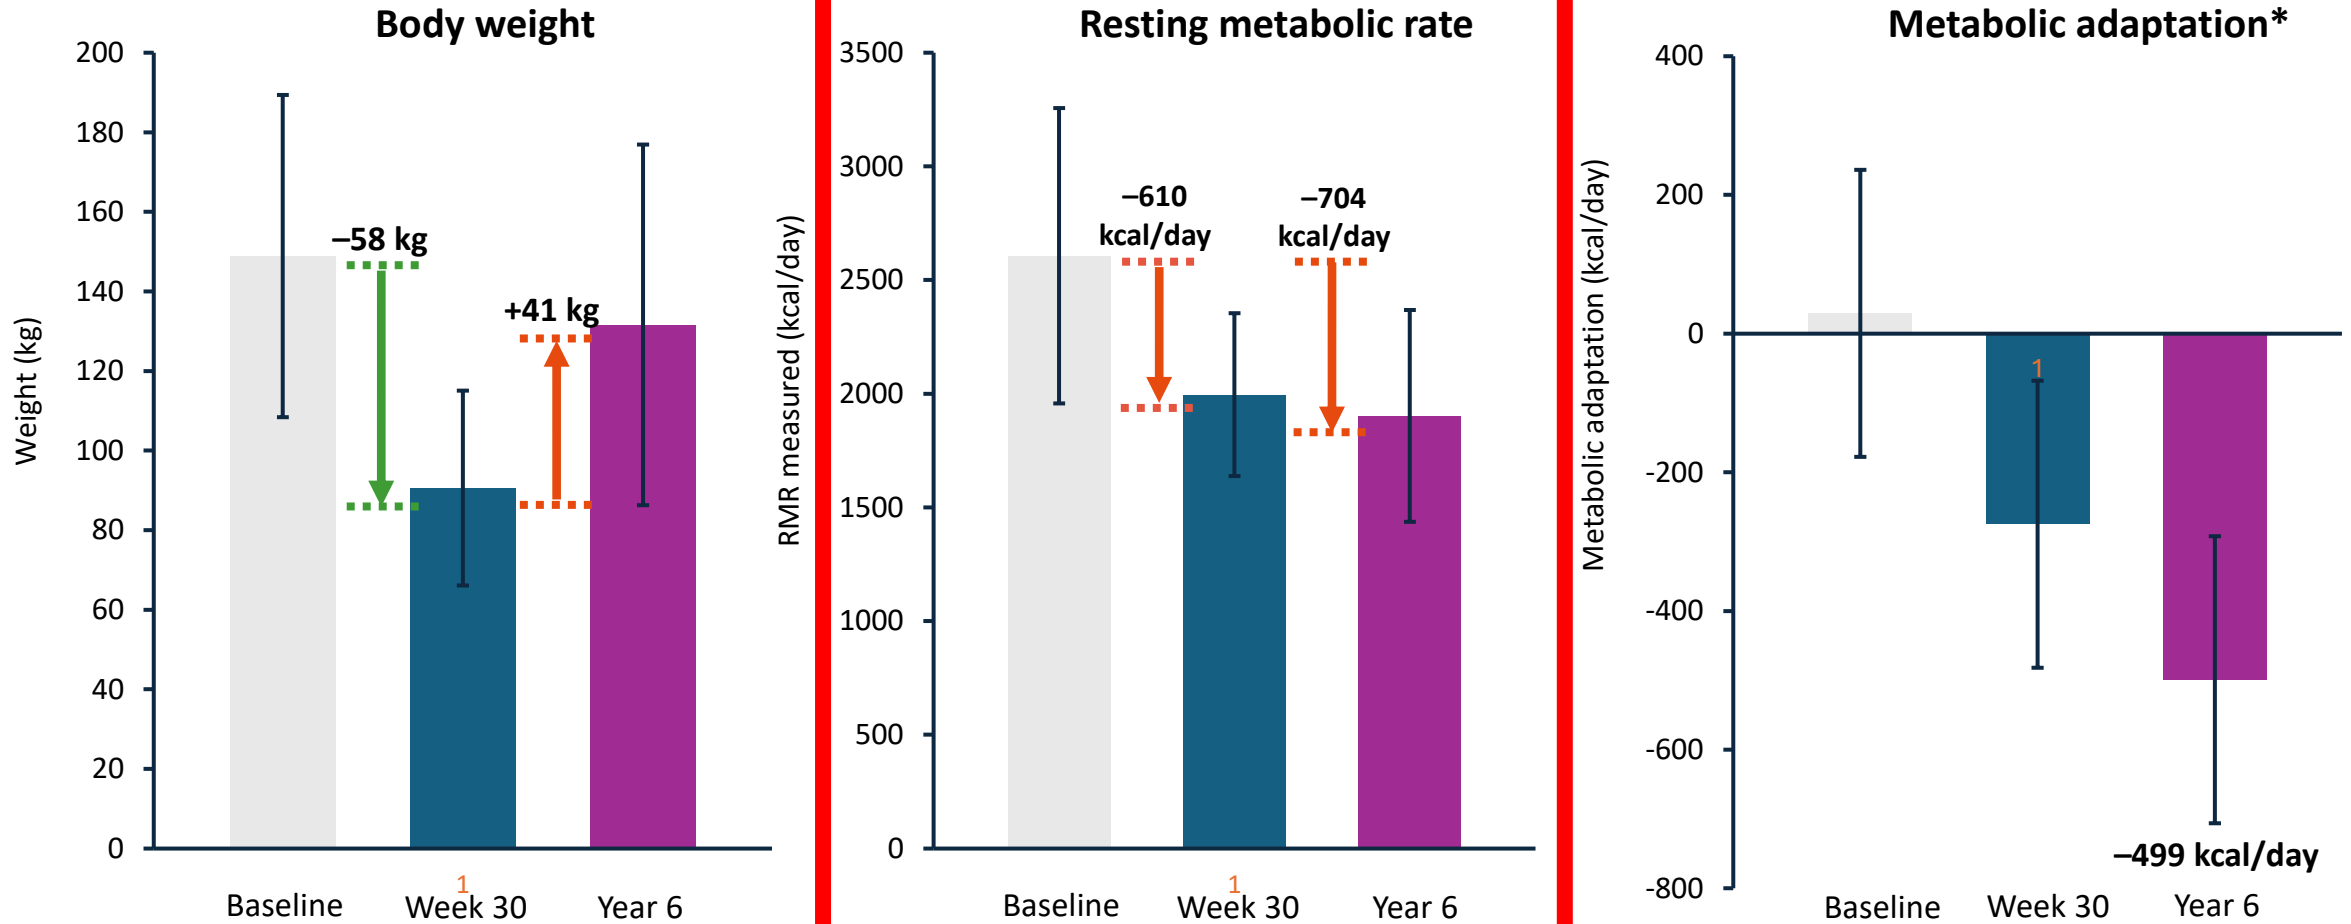 Body weight
Weight (kg)
200
180
160
140
120
100
80
60
40
20
0
–58 kg
+41 kg
1
Baseline
Week 30
Year 6
Resting metabolic rate
RMR measured (kcal/day)
3500
3000
2500
2000
1500
1000
500
0
–610
kcal/day
–704
kcal/day
1
Baseline
Week 30
Year 6
Metabolic adaptation*
Metabolic adaptation (kcal/day)
400
200
0
-200
-400
-600
-800
1
–499 kcal/day
Baseline
Week 30
Year 6